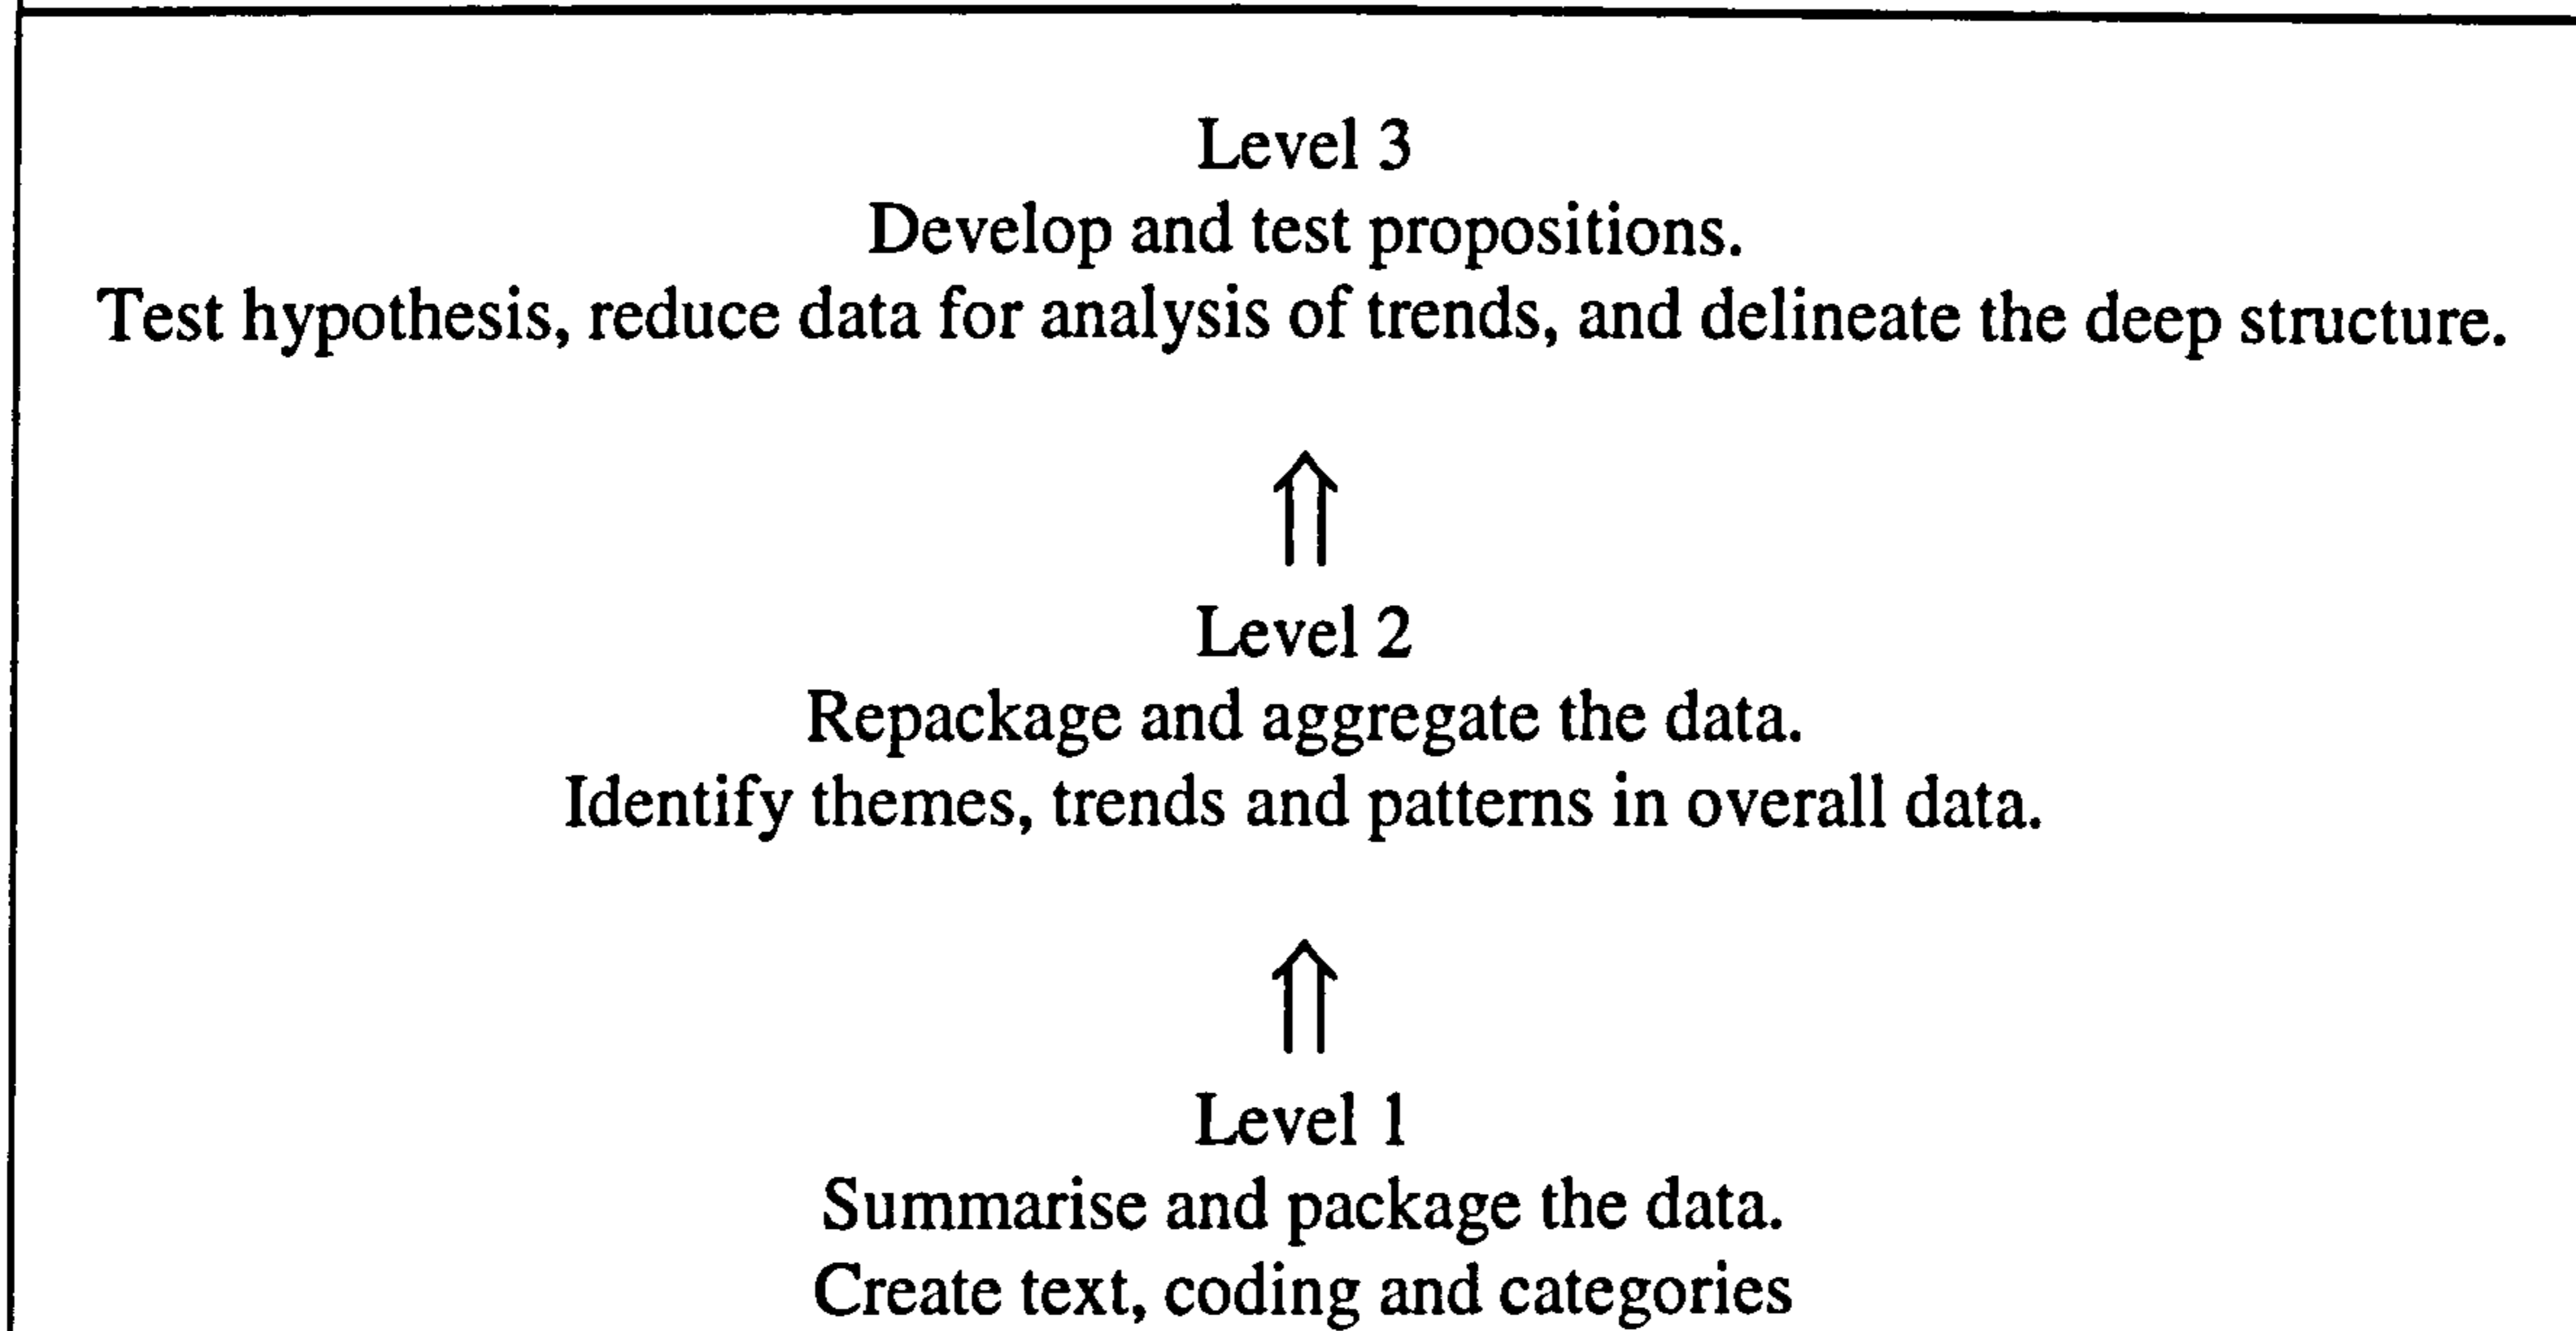 Level 3
Develop and test propositions.
Test hypothesis, reduce data for analysis of trends, and delineate the deep structure.
Level 2
Repackage and aggregate the data.
Identify themes, trends and patterns in overall data.
Level 1
Summarise and package the data.
Create text, coding and categories